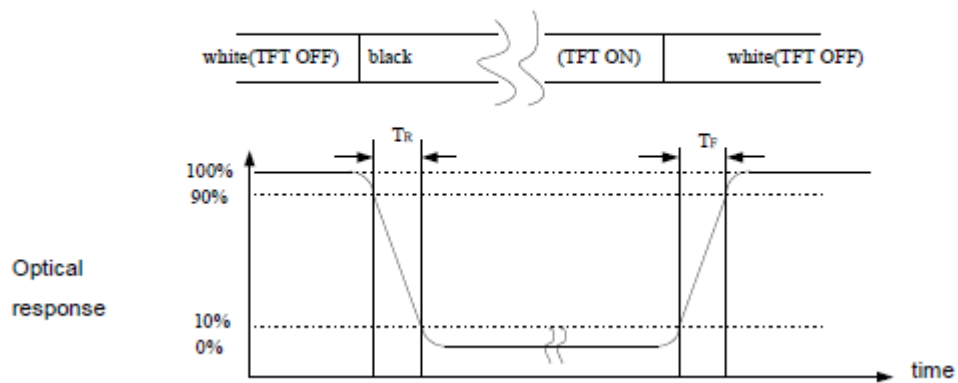 white(TFT OFF) black (TFT ON) white(TFT OFF)
TR TF
100%
90%
Optical
response
10%
0%
time